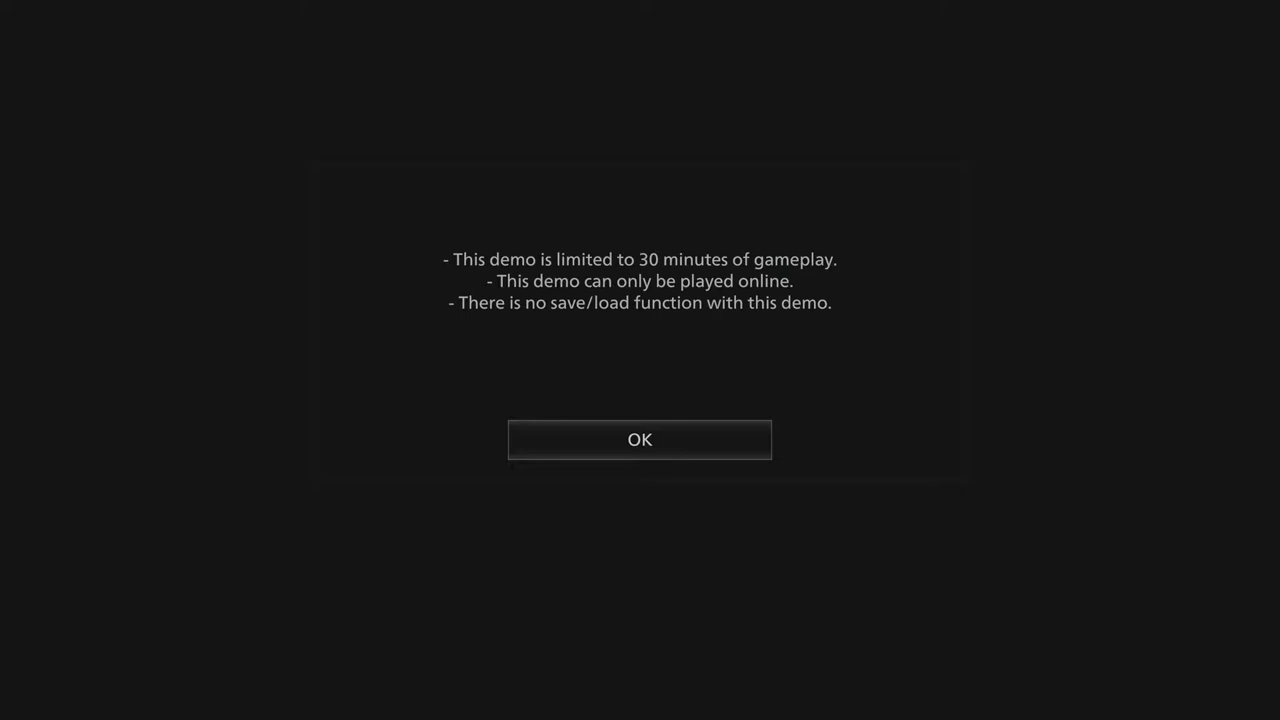 - This demo is limited to 30 minutes of gameplay.
- This demo can only be played online.
- There is no save/load function with this demo.
OK